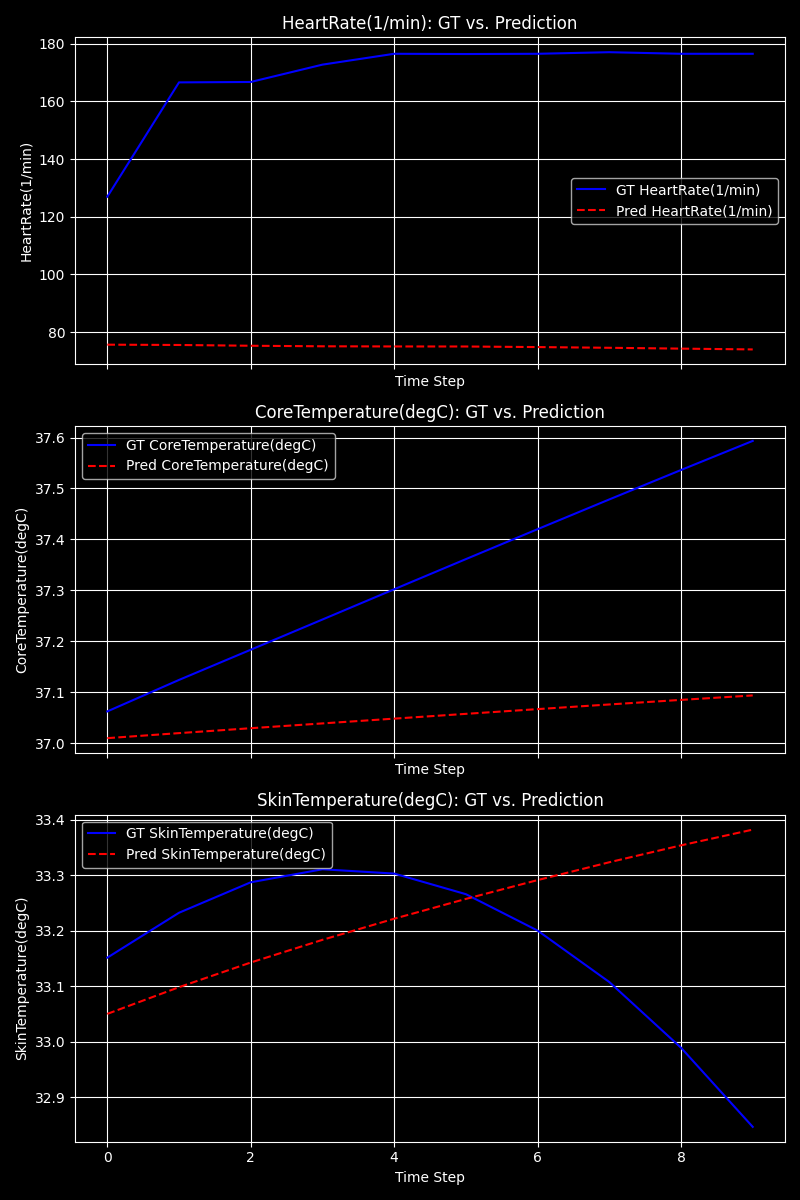 HeartRate(1/min): GT vs. Prediction
180
160
140
120
100
80
HeartRate(1/min)
GT HeartRate(1/min)
Pred HeartRate(1/min)
Time Step
CoreTemperature(degC): GT vs. Prediction
37.6
37.5
37.4
37.3
37.2
37.1
37.0
CoreTemperature(degC)
GT CoreTemperature(degC)
Pred CoreTemperature(degC)
Time Step
SkinTemperature(degC): GT vs. Prediction
33.4
33.3
33.2
33.1
33.0
32.9
SkinTemperature(degC)
GT SkinTemperature(degC)
Pred SkinTemperature(degC)
0 2 4 6 8
Time Step